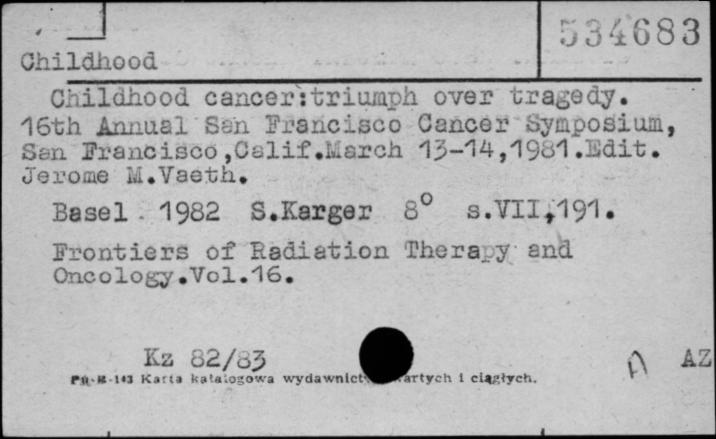 534683
Childhood
Childhood cancer:triumph over tragedy.
16th Annual San Francisco Cancer Symposium,
San Francisco,Calif.March 13-14,1981.Edit.
Jerome M.Vaeth.
Basel 1982 S.Karger 8° s.VII,191.
Frontiers of Radiation Therapy and
Oncology.Vol.16.
Kz 82/83
A AZ
Karta katalogowa wydawnictw zwartych i ciągłych.